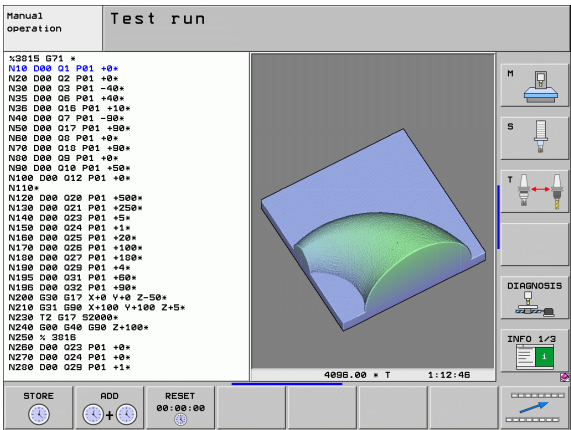 Manual
operation
Test run
%3815 G71 *
N10 D00 Q1 P01 +0*
N20 D00 Q2 P01 +0*
N30 D00 Q3 P01 -40*
N35 D00 Q6 P01 +40*
N36 D00 Q16 P01 +10*
N40 D00 Q7 P01 -90*
N50 D00 Q17 P01 +90*
N60 D00 Q8 P01 +0*
N70 D00 Q18 P01 +90*
N80 D00 Q9 P01 +0*
N90 D00 Q10 P01 +50*
N100 D00 Q12 P01 +0*
N110*
N120 D00 Q20 P01 +500*
N130 D00 Q21 P01 +250*
N140 D00 Q23 P01 +5*
N150 D00 Q24 P01 +1*
N160 D00 Q25 P01 +20*
N170 D00 Q26 P01 +100*
N180 D00 Q27 P01 +180*
N190 D00 Q29 P01 +4*
N195 D00 Q31 P01 +60*
N196 D00 Q32 P01 +90*
N200 G30 G17 X+0 Y+0 Z-50*
N210 G31 G90 X+100 Y+100 Z+5*
N230 T2 G17 S2000*
N240 G00 G40 G90 Z+100*
N250 % 3816
N260 D00 Q23 P01 +0*
N270 D00 Q24 P01 +0*
N280 D00 Q29 P01 +1*
4096.00 * T 1:12:46
M
S
T
DIAGNOSIS
INFO 1/3
i
STORE
ADD
+
RESET
00:00:00